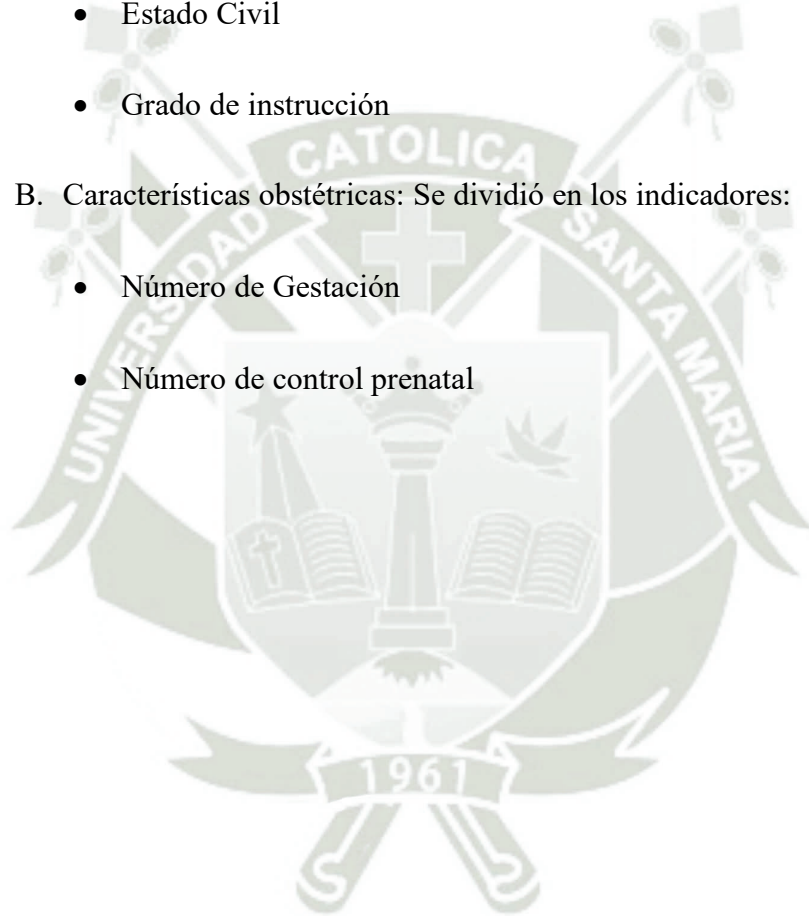 • Estado Civil
• Grado de instrucción
B. Características obstétricas: Se dividió en los indicadores:
• Número de Gestación
• Número de control prenatal
UNIVERSIDAD CATOLICA SANTA MARIA
1961